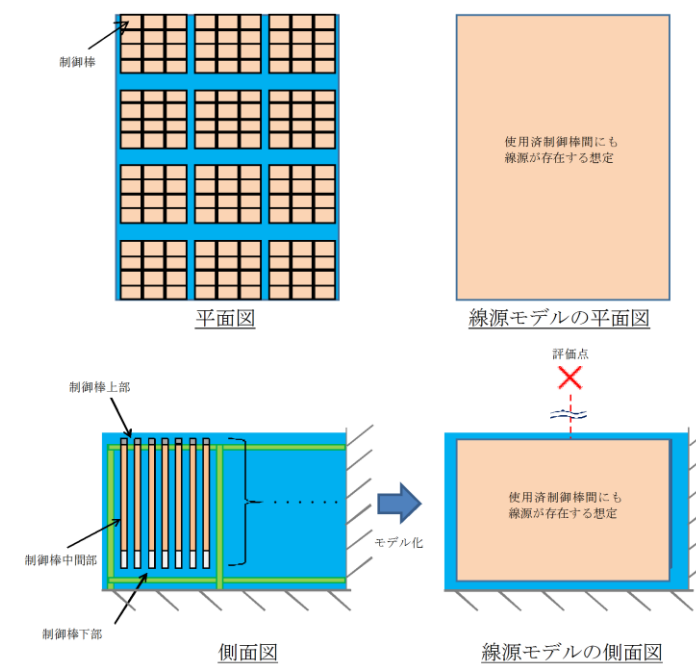 制御棒
使用済制御棒間にも
線源が存在する想定
平面図
線源モデルの平面図
評価点
制御棒上部
使用済制御棒間にも
線源が存在する想定
モデル化
制御棒中間部
制御棒下部
側面図
線源モデルの側面図